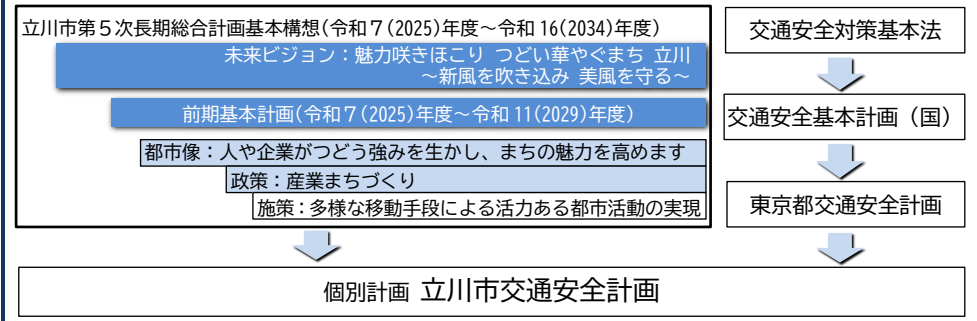 立川市第５次長期総合計画基本構想(令和７(2025)年度～令和16(2034)年度)
未来ビジョン：魅力咲きほこり つどい華やぐまち 立川
～新風を吹き込み 美風を守る～
前期基本計画(令和７(2025)年度～令和11(2029)年度)
都市像：人や企業がつどう強みを生かし、まちの魅力を高めます
政策：産業まちづくり
施策：多様な移動手段による活力ある都市活動の実現
交通安全対策基本法
交通安全基本計画（国）
東京都交通安全計画
個別計画 立川市交通安全計画